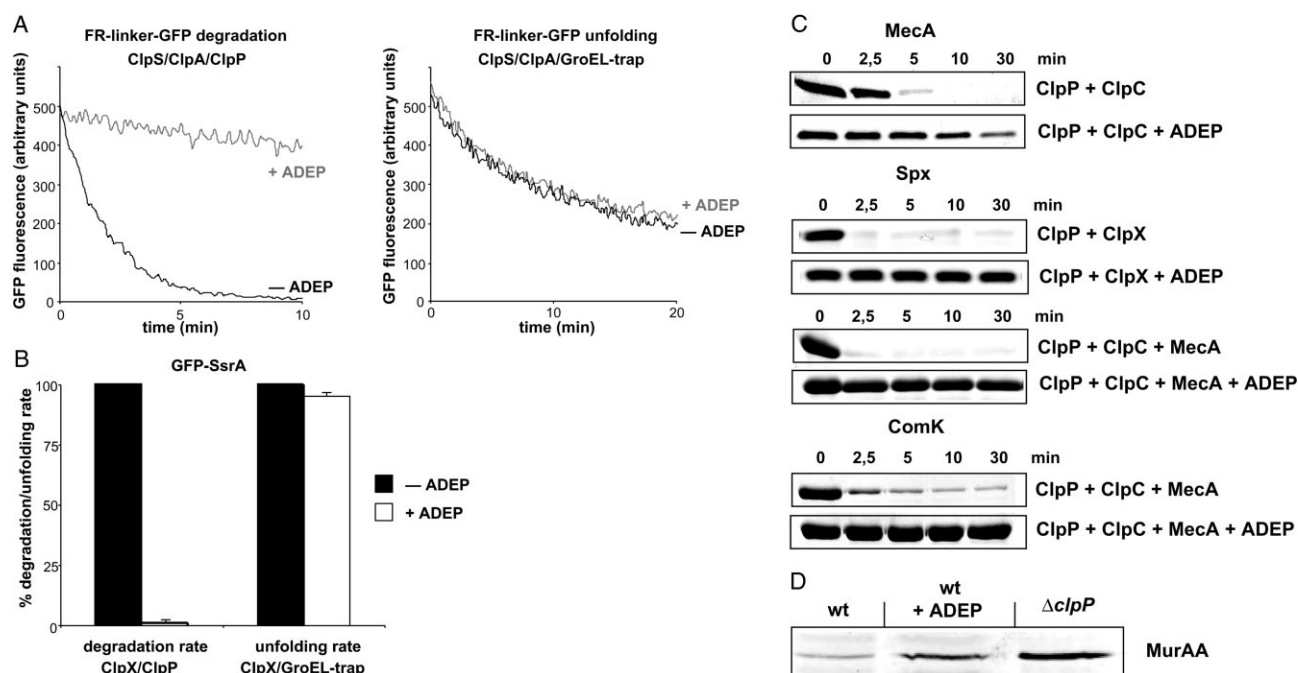 A
FR-linker-GFP degradation
ClpS/ClpA/ClpP
GFP fluorescence (arbitrary units)
500
400
300
200
100
0
+ ADEP
— ADEP
0
5
10
time (min)
FR-linker-GFP unfolding
ClpS/ClpA/GroEL-trap
GFP fluorescence (arbitrary units)
500
400
300
200
100
0
+ ADEP
— ADEP
0
10
20
time (min)
B
GFP-SsrA
% degradation/unfolding rate
100
75
50
25
0
degradation rate
ClpX/ClpP
unfolding rate
ClpX/GroEL-trap
— ADEP
+ ADEP
C
MecA
0 2,5 5 10 30 min
ClpP + ClpC
ClpP + ClpC + ADEP
Spx
0 2,5 5 10 30 min
ClpP + ClpX
ClpP + ClpX + ADEP
0 2,5 5 10 30 min
ClpP + ClpC + MecA
ClpP + ClpC + MecA + ADEP
ComK
0 2,5 5 10 30 min
ClpP + ClpC + MecA
ClpP + ClpC + MecA + ADEP
D
wt
wt
+ ADEP
ΔclpP
MurAA